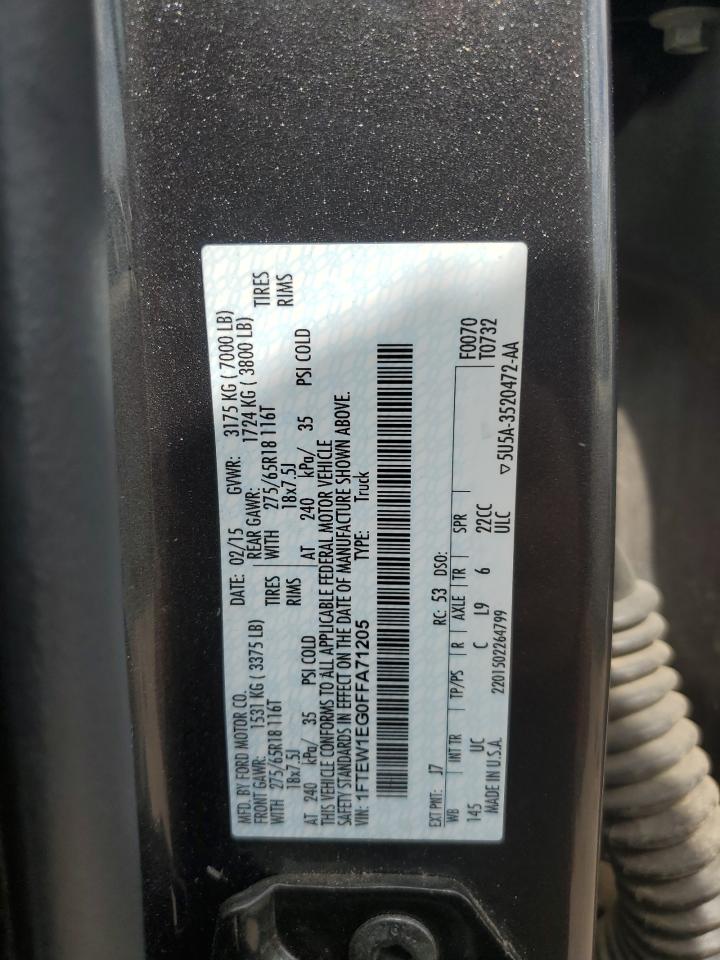 MFD. BY FORD MOTOR CO.
DATE: 02/15 GVWR: 3175 KG ( 7000 LB)
FRONT GAWR: 1531 KG ( 3375 LB) REAR GAWR: 1724 KG ( 3800 LB)
WITH 275/65R18 116T TIRES WITH 275/65R18 116T TIRES
18x7.5J RIMS 18x7.5J RIMS
AT 240 kPa/ 35 PSI COLD AT 240 kPa/ 35 PSI COLD
THIS VEHICLE CONFORMS TO ALL APPLICABLE FEDERAL MOTOR VEHICLE
SAFETY STANDARDS IN EFFECT ON THE DATE OF MANUFACTURE SHOWN ABOVE.
VIN: 1FTEW1EG0FFA71205 TYPE: Truck
EXT PNT: J7 RC: 53 DSO:
WB INT TR TP/PS R AXLE TR SPR F0070
145 UC C L9 6 22CC T0732
ULC
MADE IN U.S.A. 2201502264799 ▽5U5A-3520472-AA